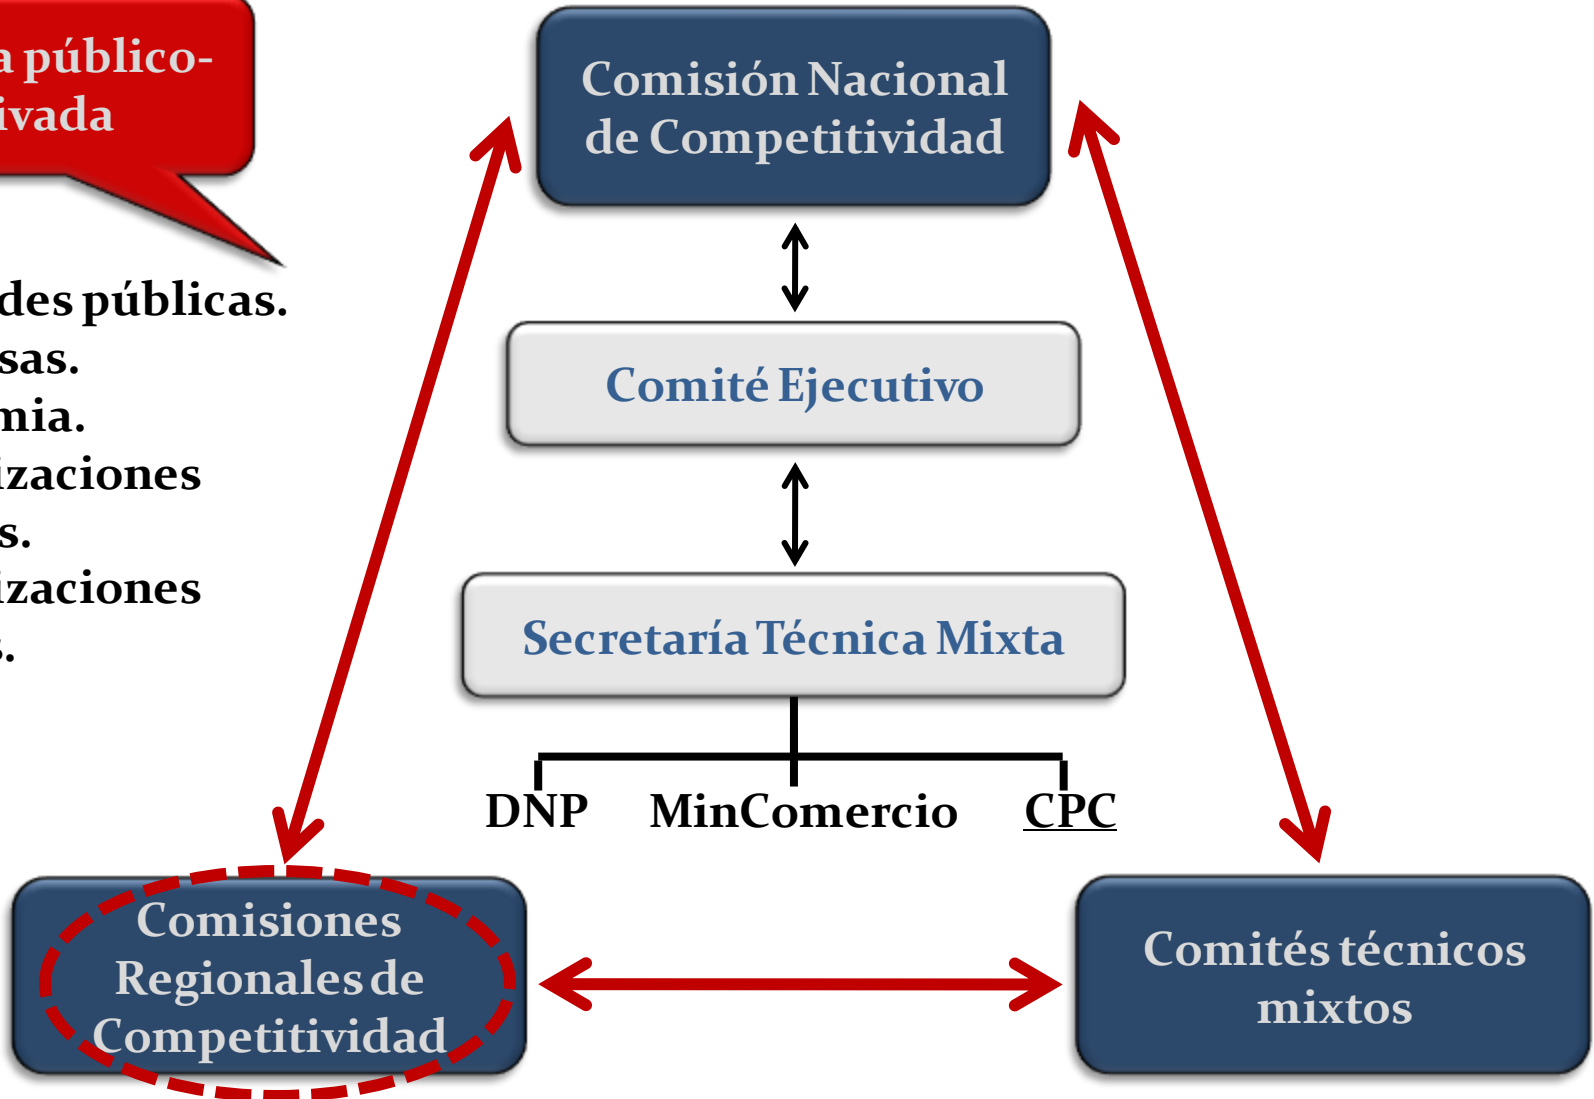 a público-
ivada
Comisión Nacional
de Competitividad
des públicas.
sas.
mia.
izaciones
s.
izaciones
s.
Comité Ejecutivo
Secretaría Técnica Mixta
DNP MinComercio CPC
Comisiones
Regionales de
Competitividad
Comités técnicos
mixtos